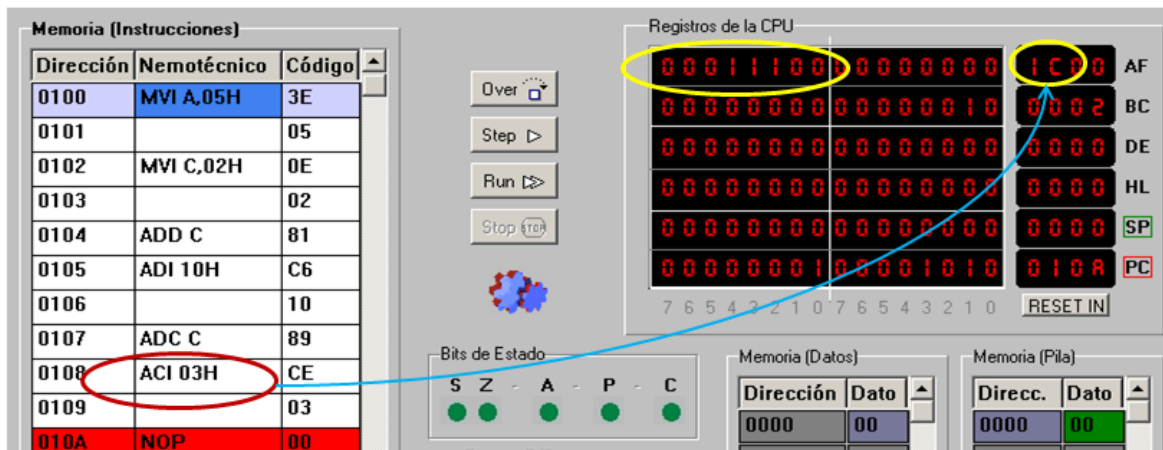 Memoria (Instrucciones)
Dirección Nemotécnico Código
0100 MVI A,05H 3E
0101 05
0102 MVI C,02H 0E
0103 02
0104 ADD C 81
0105 ADI 10H C6
0106 10
0107 ADC C 89
0108 ACI 03H CE
0109 03
010A NOP 00
Over
Step
Run
Stop STOP
Registros de la CPU
0001110000000000 1C00 AF
0000000000000010 0002 BC
0000000000000000 0000 DE
0000000000000000 0000 HL
0000000000000000 0000 SP
0000000100001010 010A PC
7 6 5 4 3 2 1 0 7 6 5 4 3 2 1 0 RESET IN
Bits de Estado
S Z - A - P - C
Memoria (Datos)
Dirección Dato
0000 00
Memoria (Pila)
Direcc. Dato
0000 00